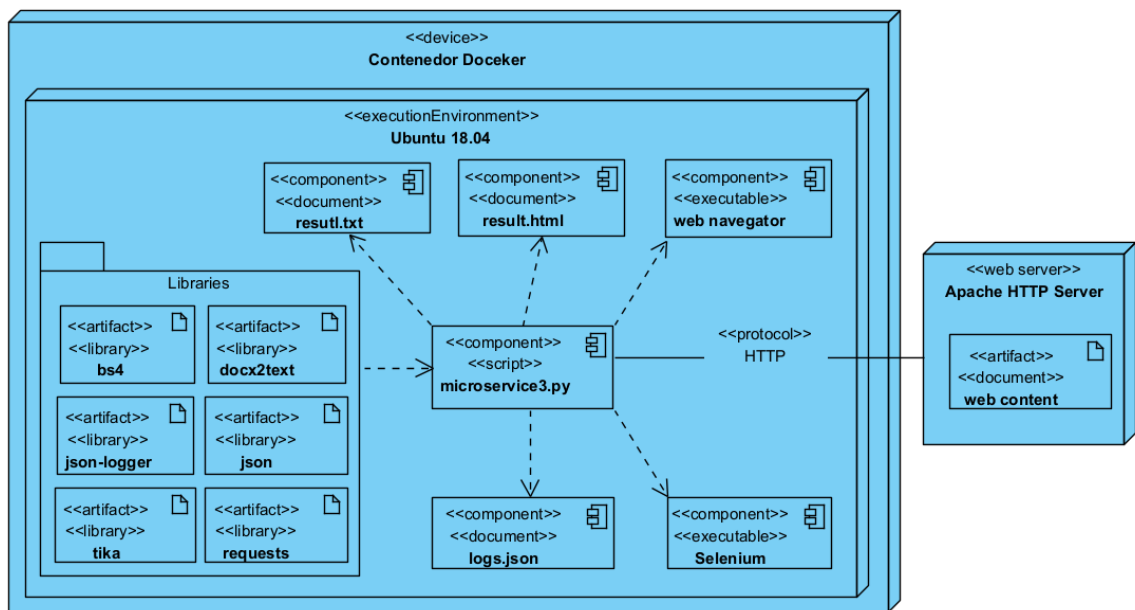 <<device>>
Contenedor Doceker
<<executionEnvironment>>
Ubuntu 18.04
<<component>>
<<document>>
resutl.txt
<<component>>
<<document>>
result.html
<<component>>
<<executable>>
web navegator
Libraries
<<artifact>>
<<library>>
bs4
<<artifact>>
<<library>>
docx2text
<<artifact>>
<<library>>
json-logger
<<artifact>>
<<library>>
json
<<artifact>>
<<library>>
tika
<<artifact>>
<<library>>
requests
<<component>>
<<script>>
microservice3.py
<<protocol>>
HTTP
<<component>>
<<document>>
logs.json
<<component>>
<<executable>>
Selenium
<<web server>>
Apache HTTP Server
<<artifact>>
<<document>>
web content